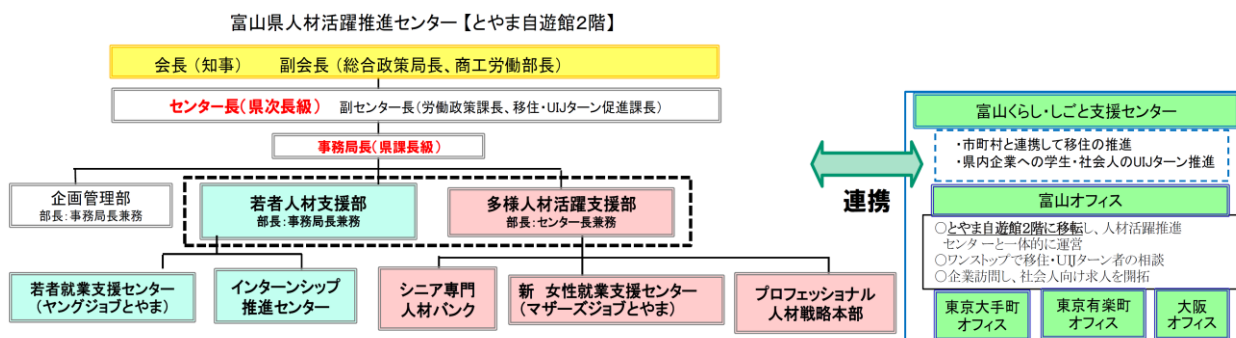 富山県人材活躍推進センター【とやま自遊館2階】
会長（知事）　　副会長（総合政策局長、商工労働部長）
センター長（県次長級）　副センター長（労働政策課長、移住・UIJターン促進課長）
事務局長（県課長級）
企画管理部
部長：事務局長兼務
若者人材支援部
部長：事務局長兼務
多様人材活躍支援部
部長：センター長兼務
若者就業支援センター
（ヤングジョブとやま）
インターンシップ
推進センター
シニア専門
人材バンク
新　女性就業支援センター
（マザーズジョブとやま）
プロフェッショナル
人材戦略本部
連携
富山くらし・しごと支援センター
・市町村と連携して移住の推進
・県内企業への学生・社会人のUIJターン推進
富山オフィス
○とやま自遊館2階に移転し、人材活躍推進
センターと一体的に運営
○ワンストップで移住・UIJターン者の相談
○企業訪問し、社会人向け求人を開拓
東京大手町
オフィス
東京有楽町
オフィス
大阪
オフィス